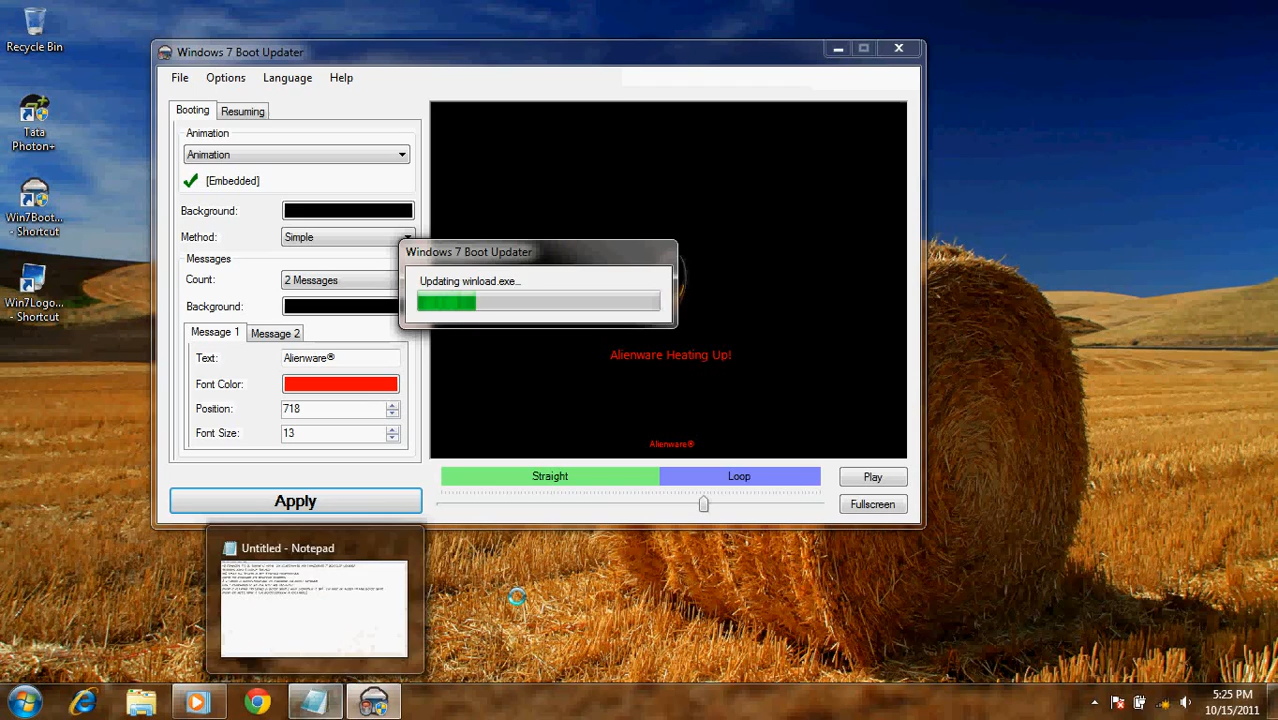 Recycle Bin
Tata
Photon+
Win7Boot...
- Shortcut
Win7Logo...
- Shortcut
Windows 7 Boot Updater
File Options Language Help
Booting Resuming
Animation
Animation
[Embedded]
Background:
Method: Simple
Messages
Count: 2 Messages
Background:
Message 1 Message 2
Text: Alienware®
Font Color:
Position: 718
Font Size: 13
Apply
Windows 7 Boot Updater
Updating winload.exe...
Alienware Heating Up!
Alienware®
Straight Loop Play
Fullscreen
Untitled - Notepad
5:25 PM
10/15/2011